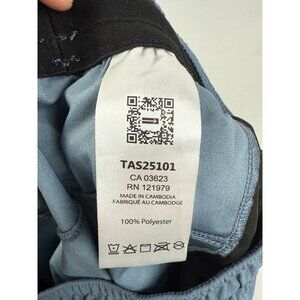 TAS25101
CA 03623
RN 121979
MADE IN CAMBODIA
FABRIQUÉ AU CAMBODGE
100% Polyester